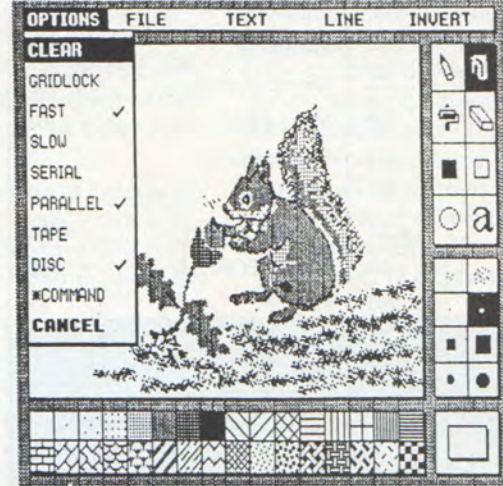 OPTIONS FILE TEXT LINE INVERT
CLEAR
GRIDLOCK
FAST ✓
SLOW
SERIAL
PARALLEL ✓
TAPE
DISC ✓
*COMMAND
CANCEL
a